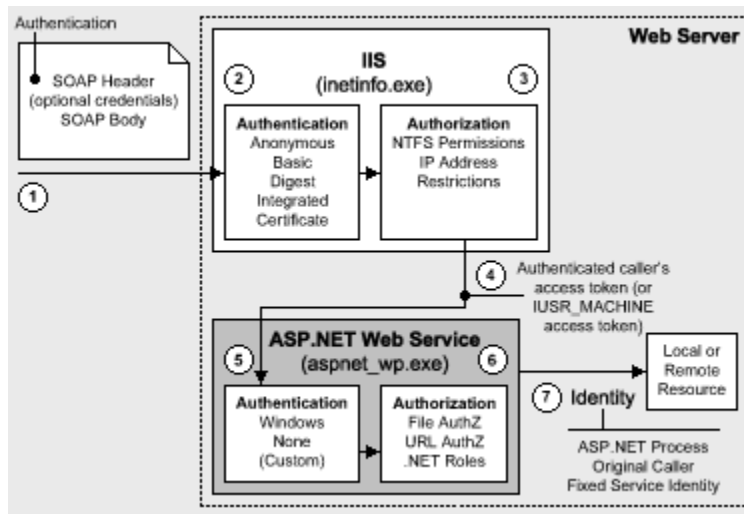 Authentication
SOAP Header
(optional credentials)
SOAP Body
1
Web Server
IIS
(inetinfo.exe)
2
3
Authentication
Anonymous
Basic
Digest
Integrated
Certificate
Authorization
NTFS Permissions
IP Address
Restrictions
4
Authenticated caller's
access token (or
IUSR_MACHINE
access token)
ASP.NET Web Service
(aspnet_wp.exe)
5
6
Authentication
Windows
None
(Custom)
Authorization
File AuthZ
URL AuthZ
.NET Roles
Local or
Remote
Resource
7
Identity
ASP.NET Process
Original Caller
Fixed Service Identity